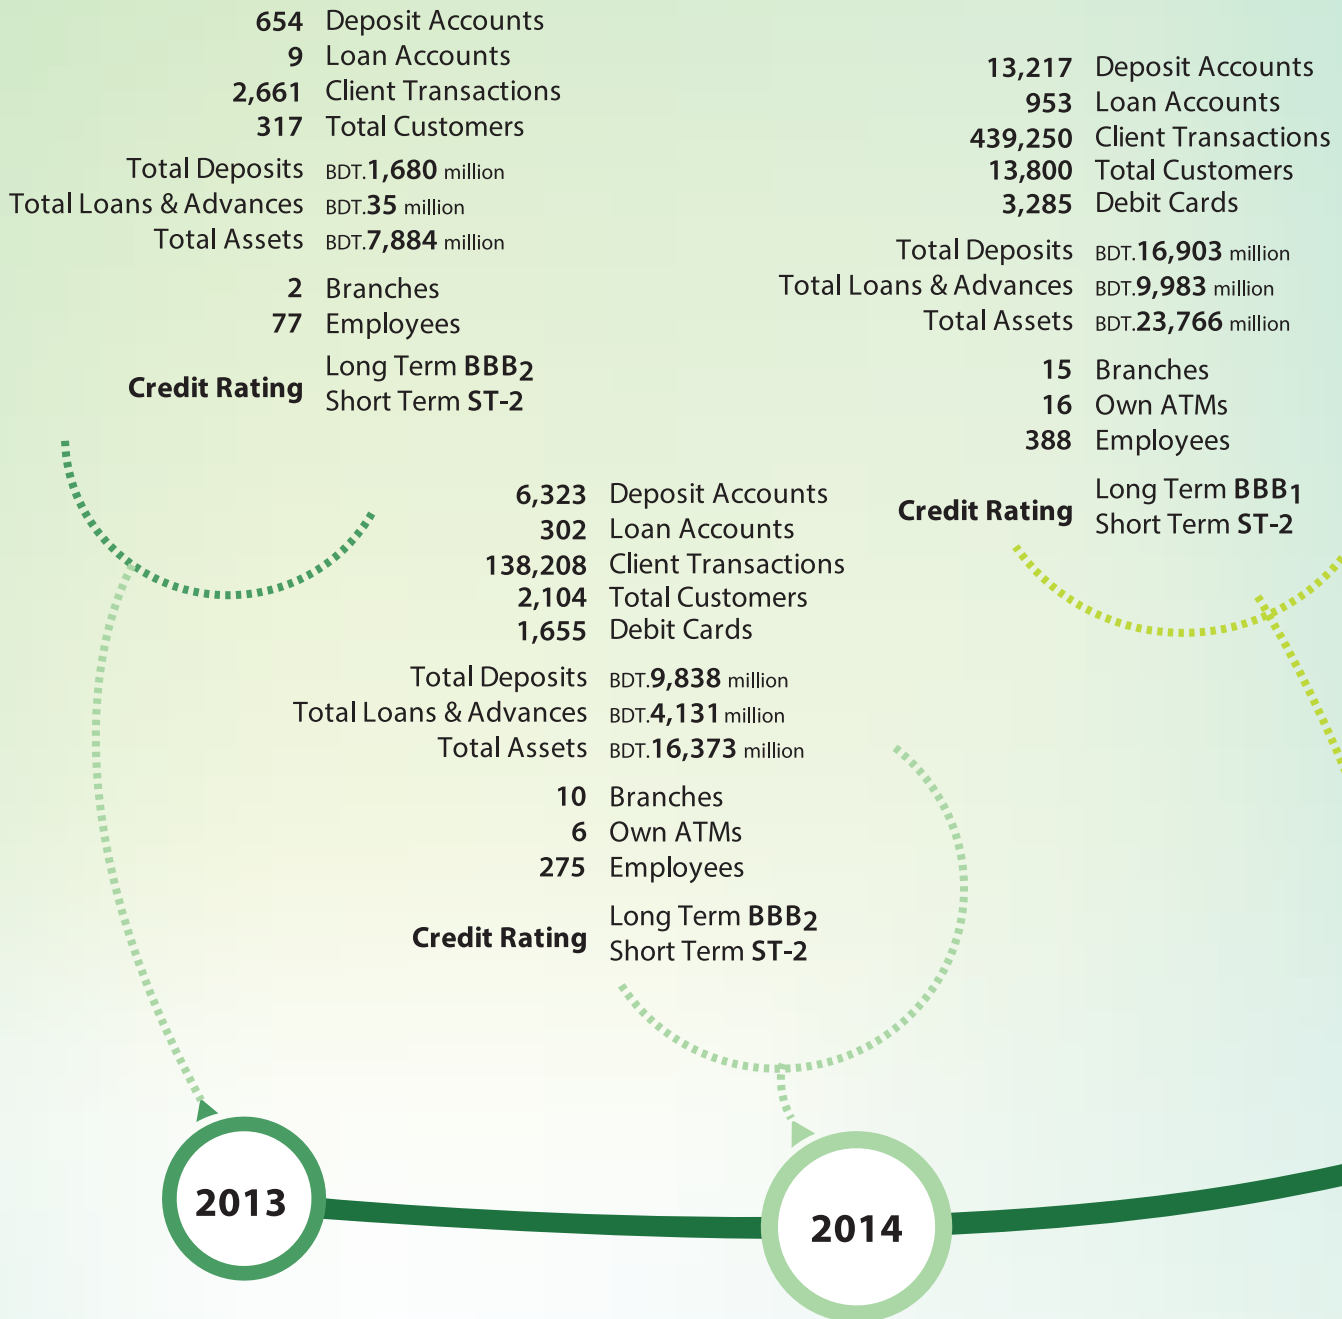 654 Deposit Accounts
9 Loan Accounts
2,661 Client Transactions
317 Total Customers
Total Deposits BDT.1,680 million
Total Loans & Advances BDT.35 million
Total Assets BDT.7,884 million
2 Branches
77 Employees
Credit Rating
Long Term BBB2
Short Term ST-2
6,323 Deposit Accounts
302 Loan Accounts
138,208 Client Transactions
2,104 Total Customers
1,655 Debit Cards
Total Deposits BDT.9,838 million
Total Loans & Advances BDT.4,131 million
Total Assets BDT.16,373 million
10 Branches
6 Own ATMs
275 Employees
Credit Rating
Long Term BBB2
Short Term ST-2
13,217 Deposit Accounts
953 Loan Accounts
439,250 Client Transactions
13,800 Total Customers
3,285 Debit Cards
Total Deposits BDT.16,903 million
Total Loans & Advances BDT.9,983 million
Total Assets BDT.23,766 million
15 Branches
16 Own ATMs
388 Employees
Credit Rating
Long Term BBB1
Short Term ST-2
2013
2014